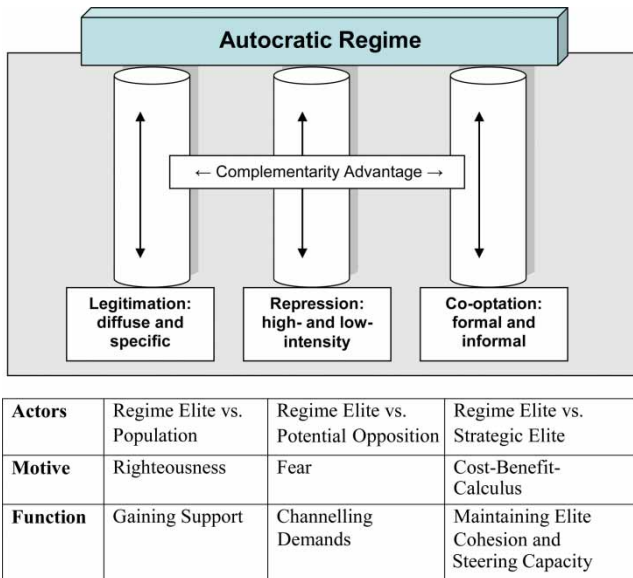 Autocratic Regime
← Complementarity Advantage →
Legitimation:
diffuse and
specific
Repression:
high- and low-
intensity
Co-optation:
formal and
informal
Actors
Regime Elite vs.
Population
Regime Elite vs.
Potential Opposition
Regime Elite vs.
Strategic Elite
Motive
Righteousness
Fear
Cost-Benefit-
Calculus
Function
Gaining Support
Channelling
Demands
Maintaining Elite
Cohesion and
Steering Capacity